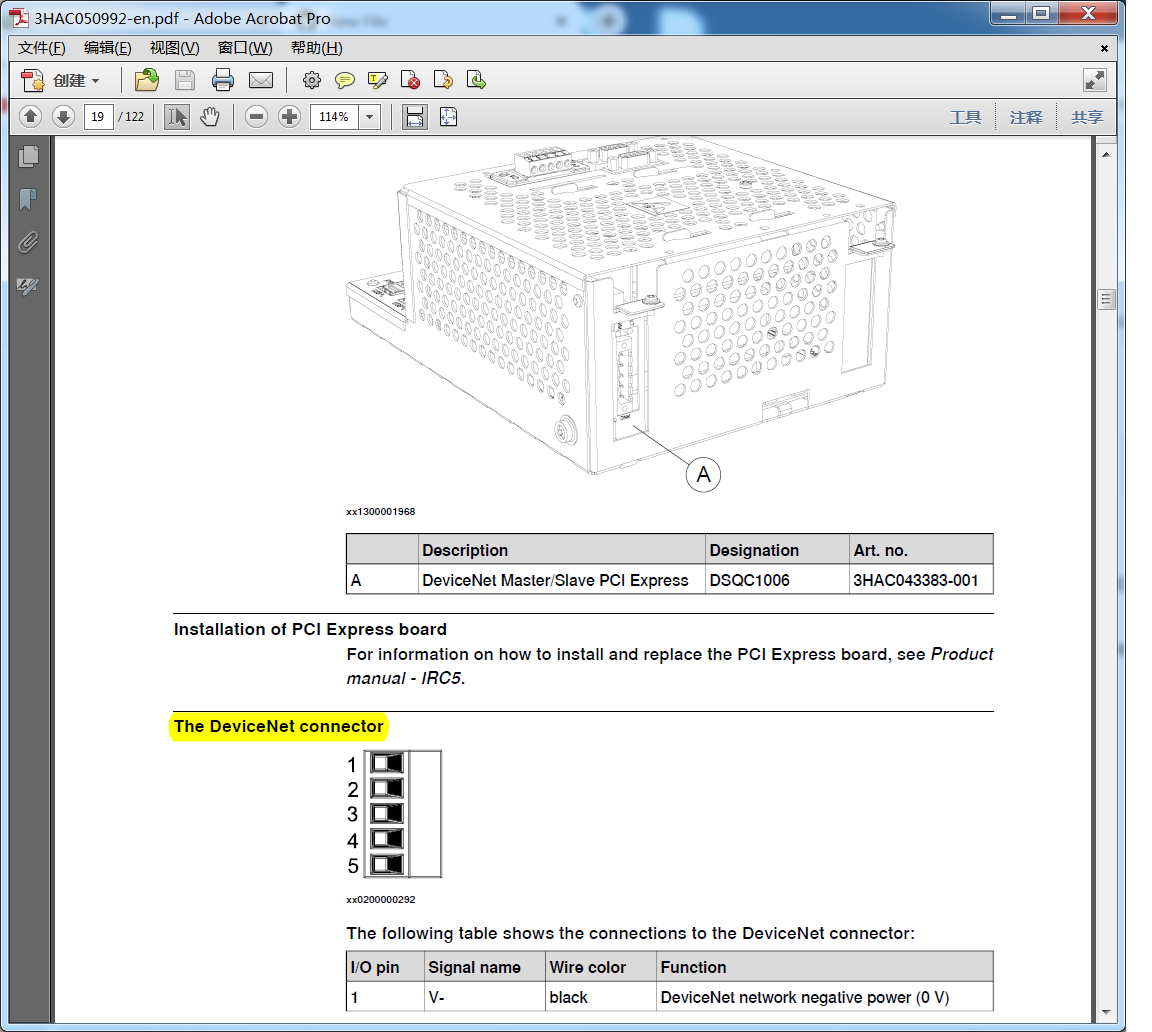 3HAC050992-en.pdf - Adobe Acrobat Pro
文件(F) 编辑(E) 视图(V) 窗口(W) 帮助(H)
创建
19 / 122 114% 工具 注释 共享
A
xx1300001968
Description Designation Art. no.
A DeviceNet Master/Slave PCI Express DSQC1006 3HAC043383-001
Installation of PCI Express board
For information on how to install and replace the PCI Express board, see Product
manual - IRC5.
The DeviceNet connector
1
2
3
4
5
xx0200000292
The following table shows the connections to the DeviceNet connector:
I/O pin Signal name Wire color Function
1 V- black DeviceNet network negative power (0 V)